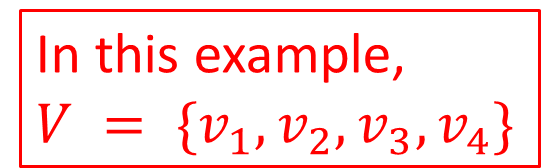 In this example,
𝑉 = {𝑣₁, 𝑣₂, 𝑣₃, 𝑣₄}